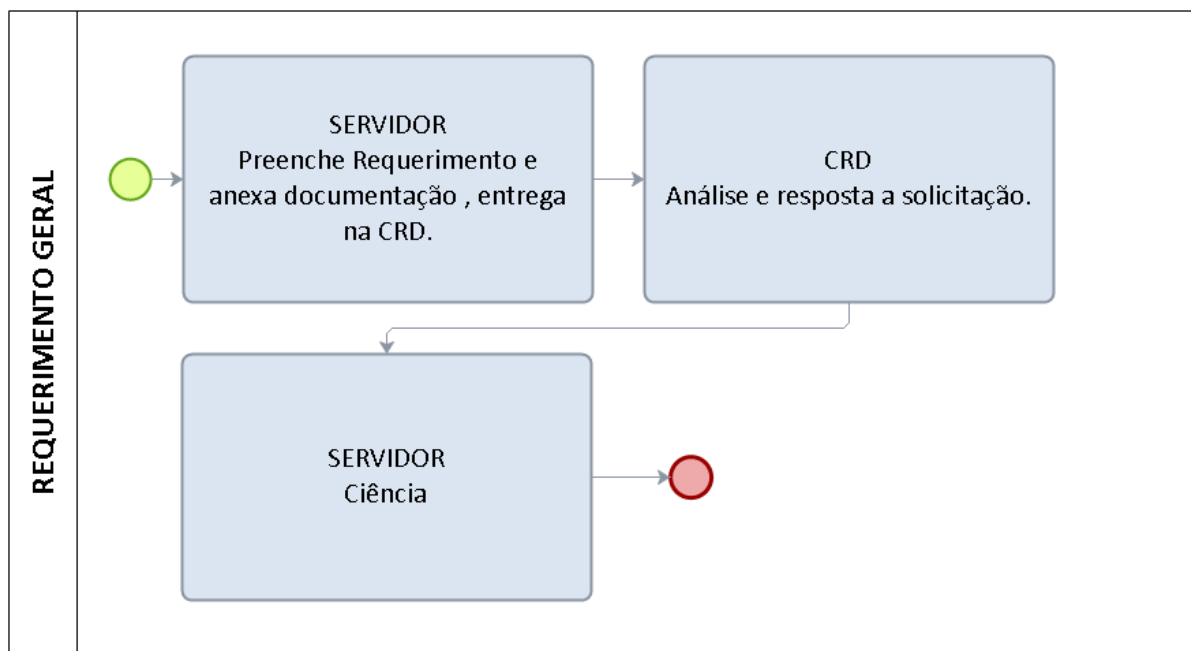 REQUERIMENTO GERAL
SERVIDOR
Preenche Requerimento e
anexa documentação , entrega
na CRD.
CRD
Análise e resposta a solicitação.
SERVIDOR
Ciência